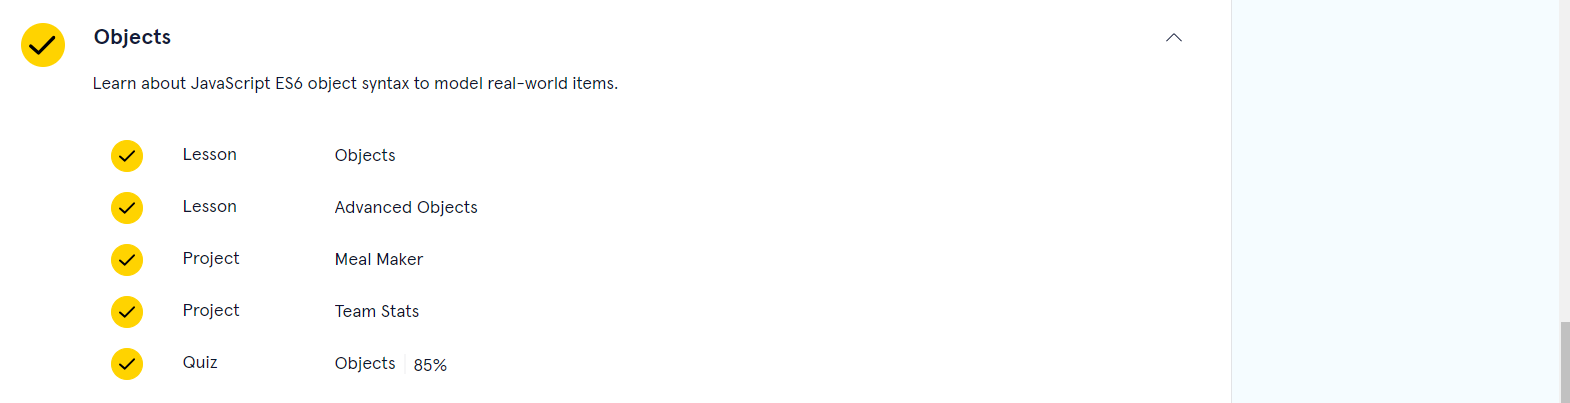 Objects
Learn about JavaScript ES6 object syntax to model real-world items.
Lesson Objects
Lesson Advanced Objects
Project Meal Maker
Project Team Stats
Quiz Objects 85%